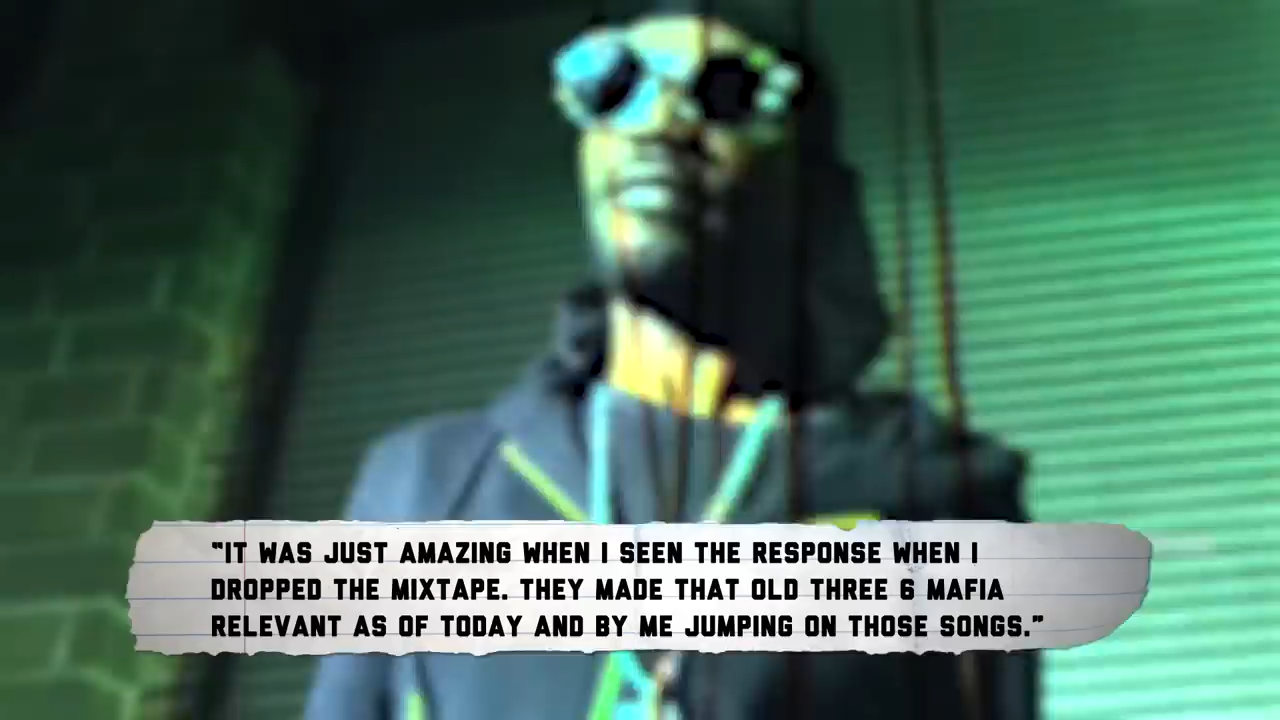 "IT WAS JUST AMAZING WHEN I SEEN THE RESPONSE WHEN I
DROPPED THE MIXTAPE. THEY MADE THAT OLD THREE 6 MAFIA
RELEVANT AS OF TODAY AND BY ME JUMPING ON THOSE SONGS."